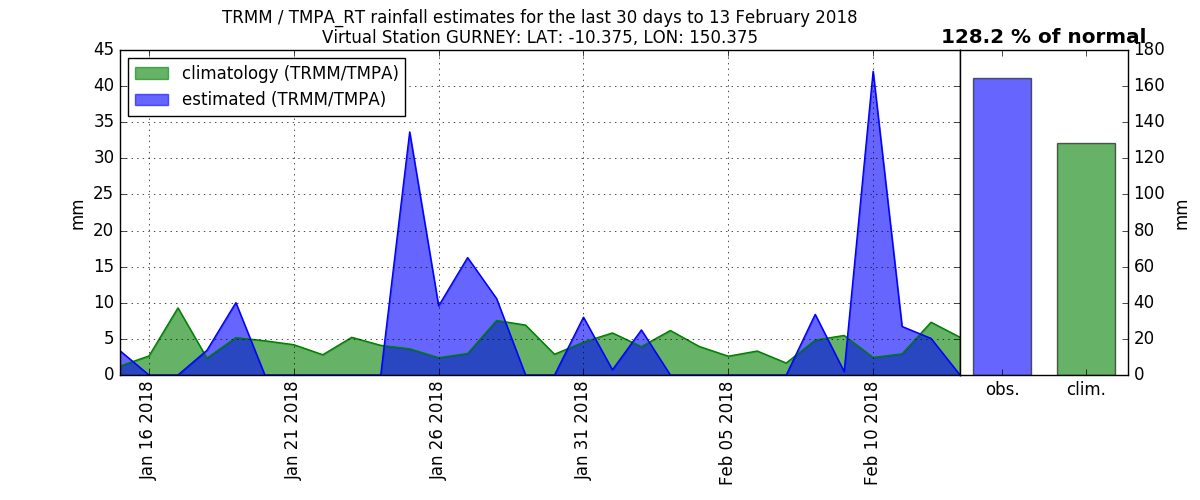 TRMM / TMPA_RT rainfall estimates for the last 30 days to 13 February 2018
Virtual Station GURNEY: LAT: -10.375, LON: 150.375
128.2 % of normal
climatology (TRMM/TMPA)
estimated (TRMM/TMPA)
mm
45
40
35
30
25
20
15
10
5
0
Jan 16 2018
Jan 21 2018
Jan 26 2018
Jan 31 2018
Feb 05 2018
Feb 10 2018
180
160
140
120
100
80
60
40
20
0
mm
obs.
clim.